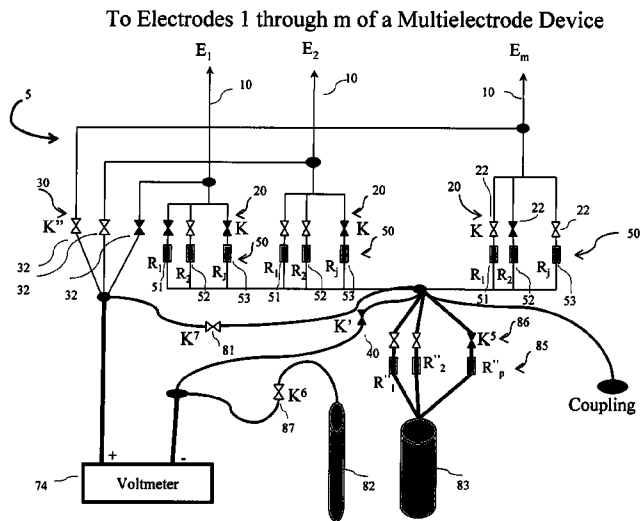 To Electrodes 1 through m of a Multielectrode Device
E1 E2 Em
10 10 10
5
30 20 20 20 22 22 22
K'' K K K
50 50 50
32 32 32
R1 R2 Rj R1 R2 Rj R1 R2 Rj
51 52 53 51 52 53 51 52 53
K7 81 K' 40 K5 86
R''1 R''2 R''p 85
K6 87
Coupling
+ -
74 Voltmeter 82 83